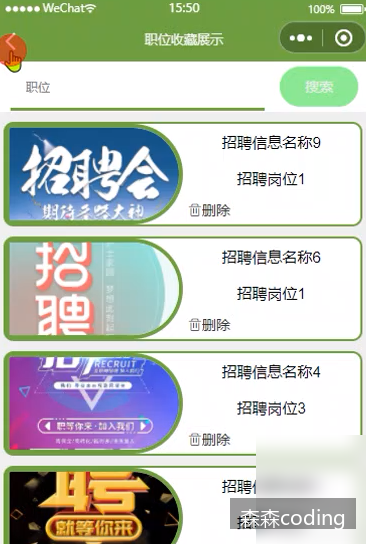 WeChat 15:50 100%
职位收藏展示
职位 搜索
招聘会
期待
招聘信息名称9
招聘岗位1
删除
招聘
招聘信息名称6
招聘岗位1
删除
RECRUIT
职等你来·加入我们
招聘信息名称4
招聘岗位3
删除
聘
就等你来
招聘信
招聘
森森coding